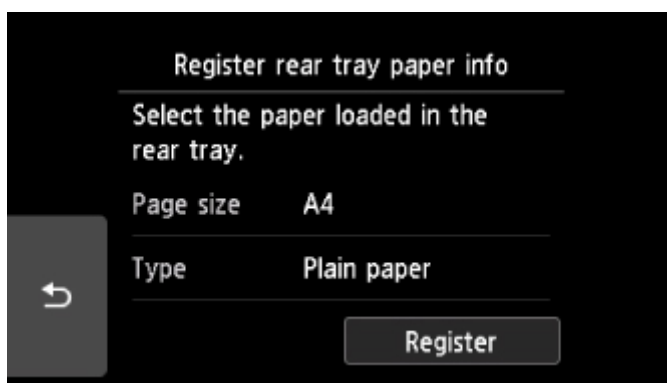 Register rear tray paper info
Select the paper loaded in the
rear tray.
Page size A4
Type Plain paper
Register